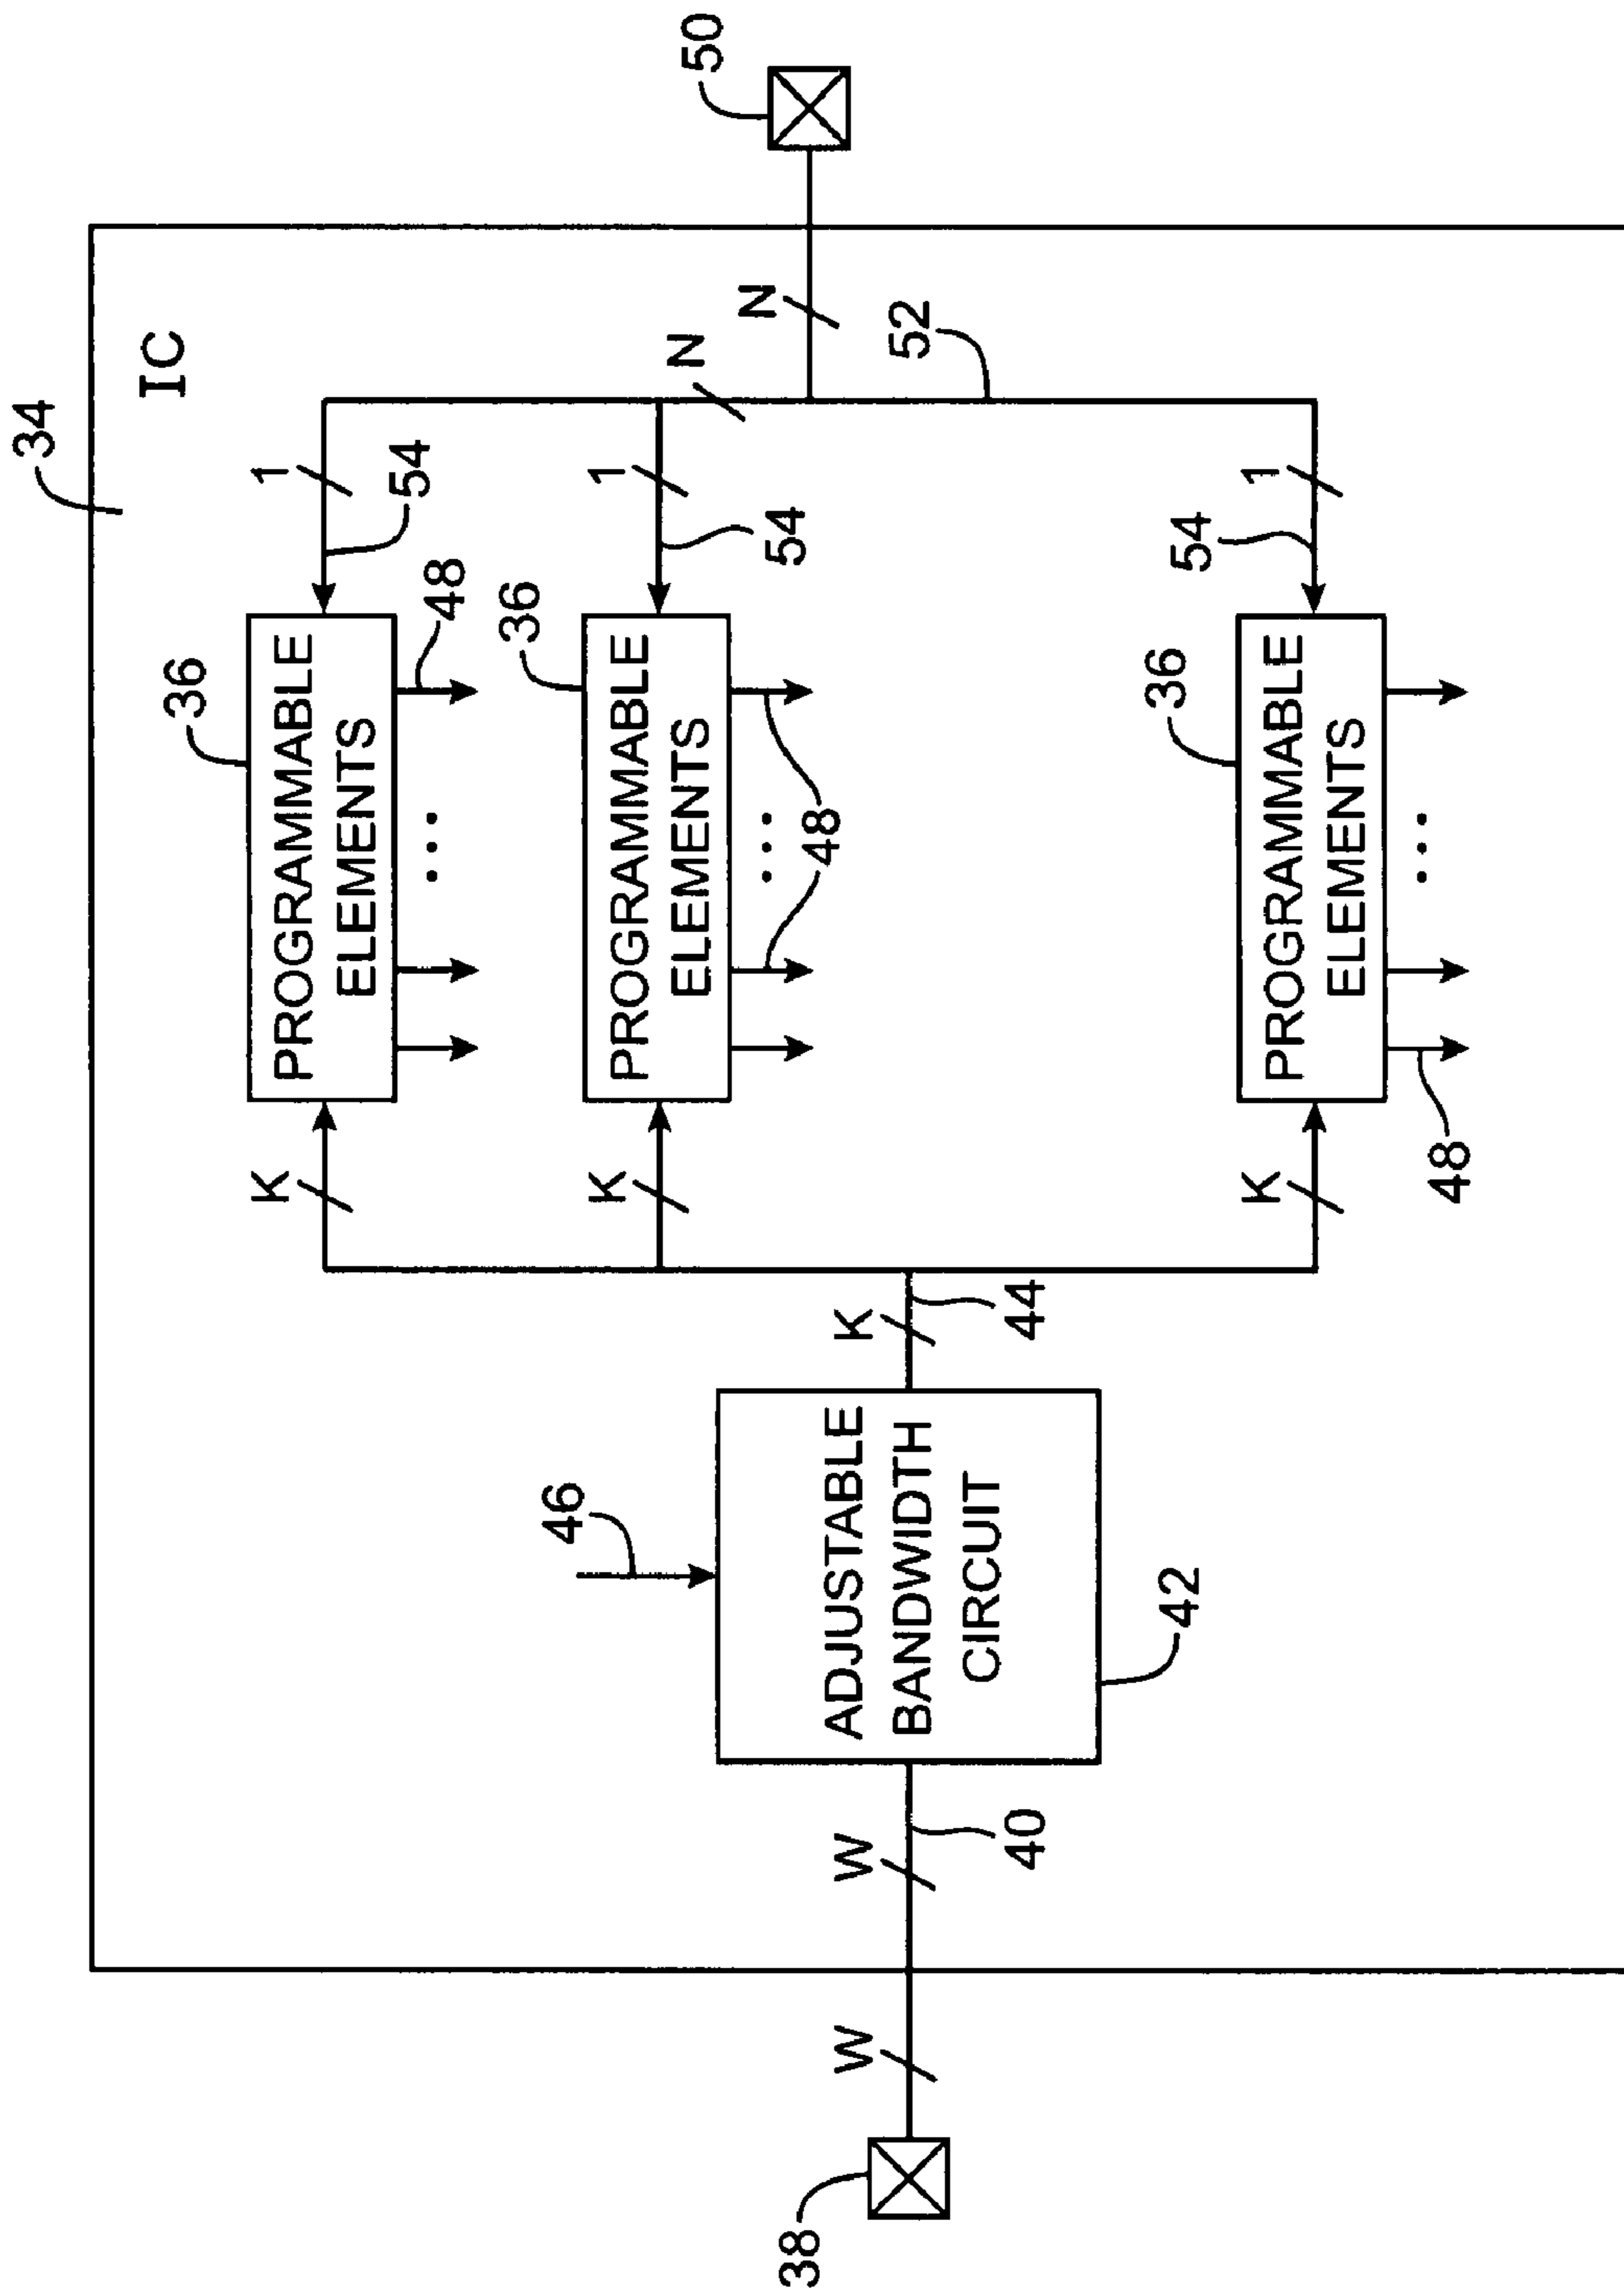 34
IC
36
PROGRAMMABLE
ELEMENTS
K
1
54
48
...
36
PROGRAMMABLE
ELEMENTS
K
1
54
48
...
N
N
50
52
46
ADJUSTABLE
BANDWIDTH
CIRCUIT
42
38
W
W
40
K
44
36
PROGRAMMABLE
ELEMENTS
K
1
54
48
...